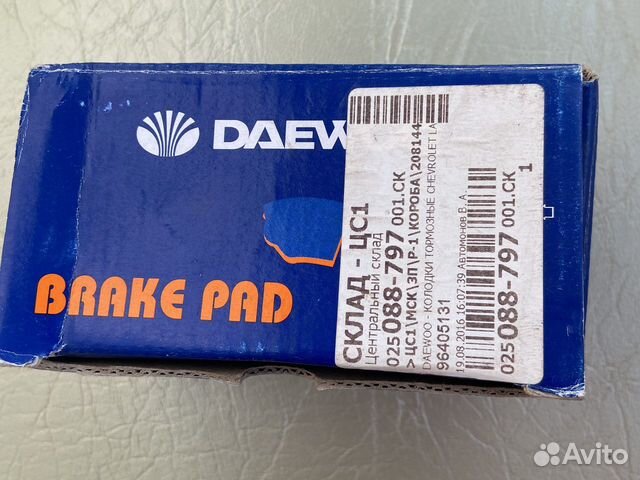 DAEW
BRAKE PAD
СКЛАД - ЦС1
Центральный склад
025 088-797 001.СК
> ЦС1\МСК\ЗП\Р-1\КОРОБА\208144
DAEWOO - КОЛОДКИ ТОРМОЗНЫЕ CHEVROLET LA
96405131
19.08.2016 16:07:39 Автомонов В. А.
025 088-797 001.СК
1
Avito